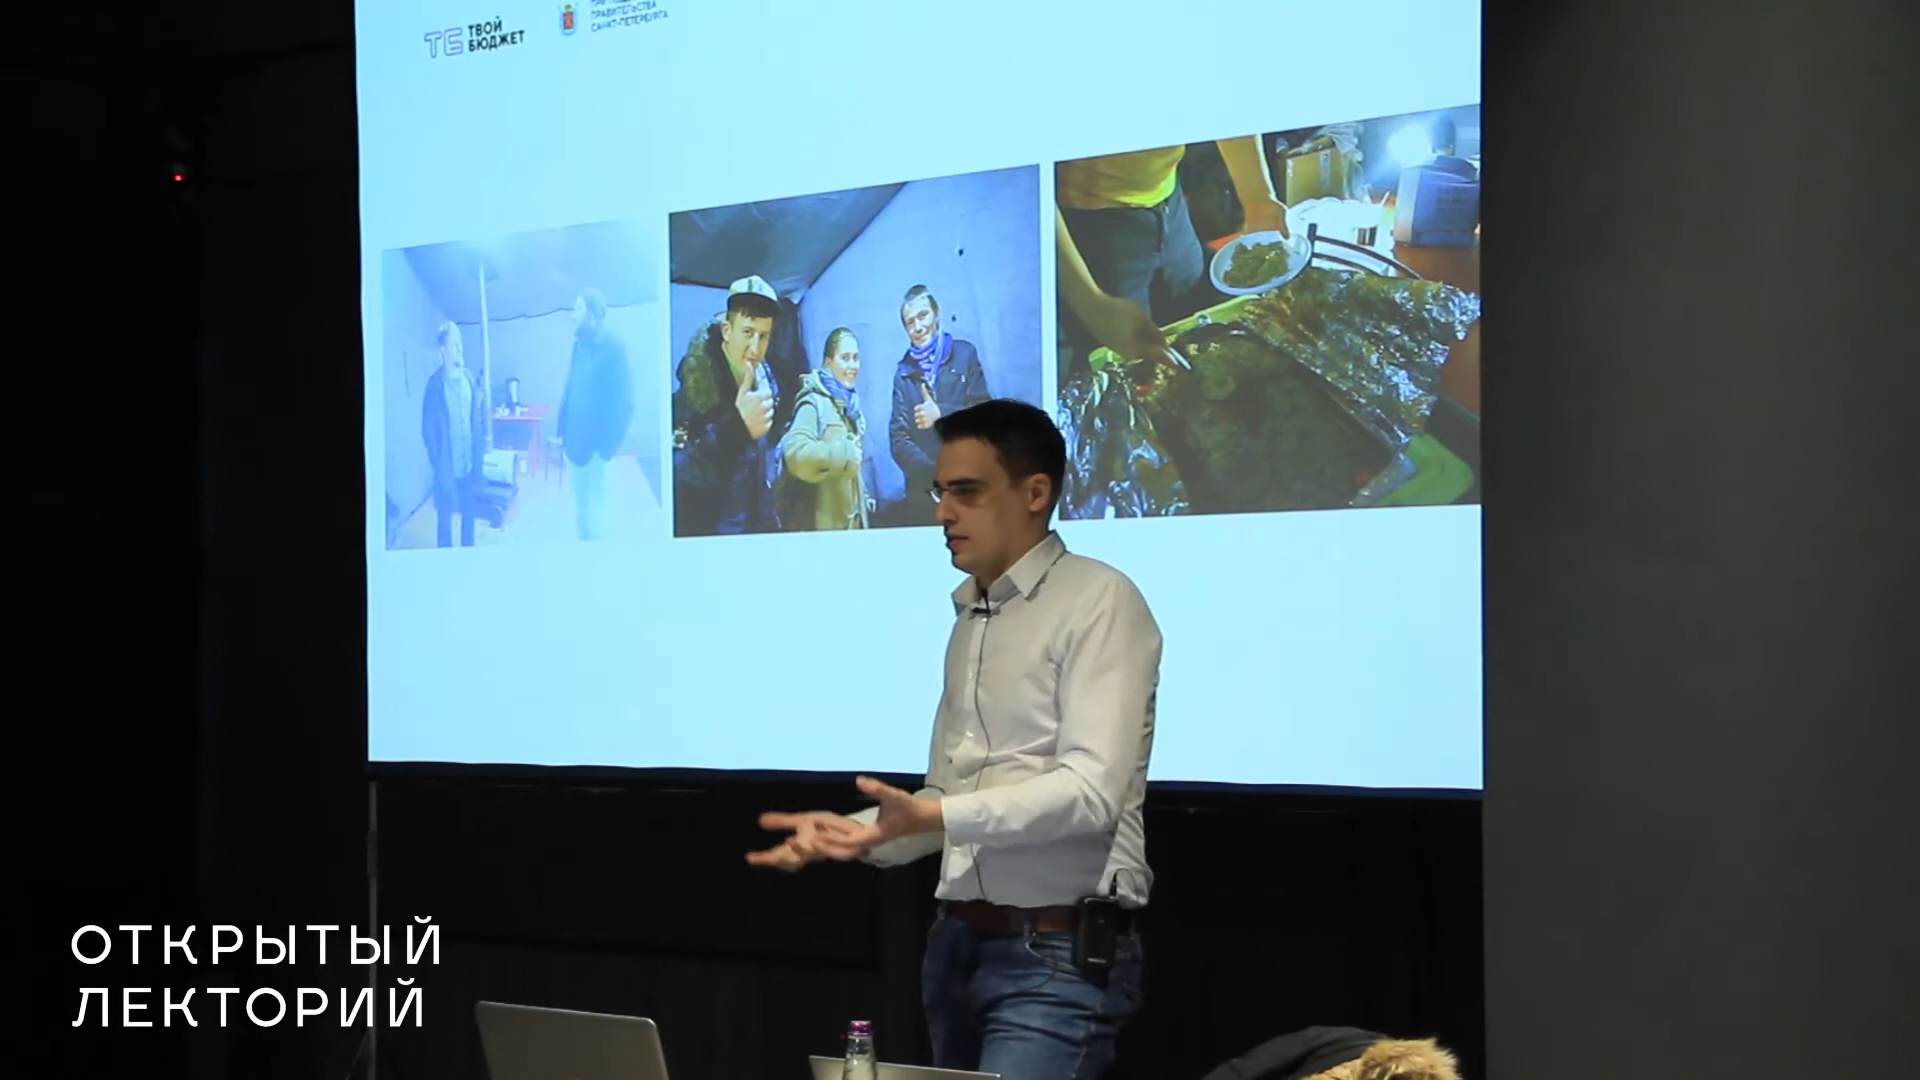 ТБ ТВОЙ
БЮДЖЕТ
ПРАВИТЕЛЬСТВА
САНКТ-ПЕТЕРБУРГА
ОТКРЫТЫЙ
ЛЕКТОРИЙ